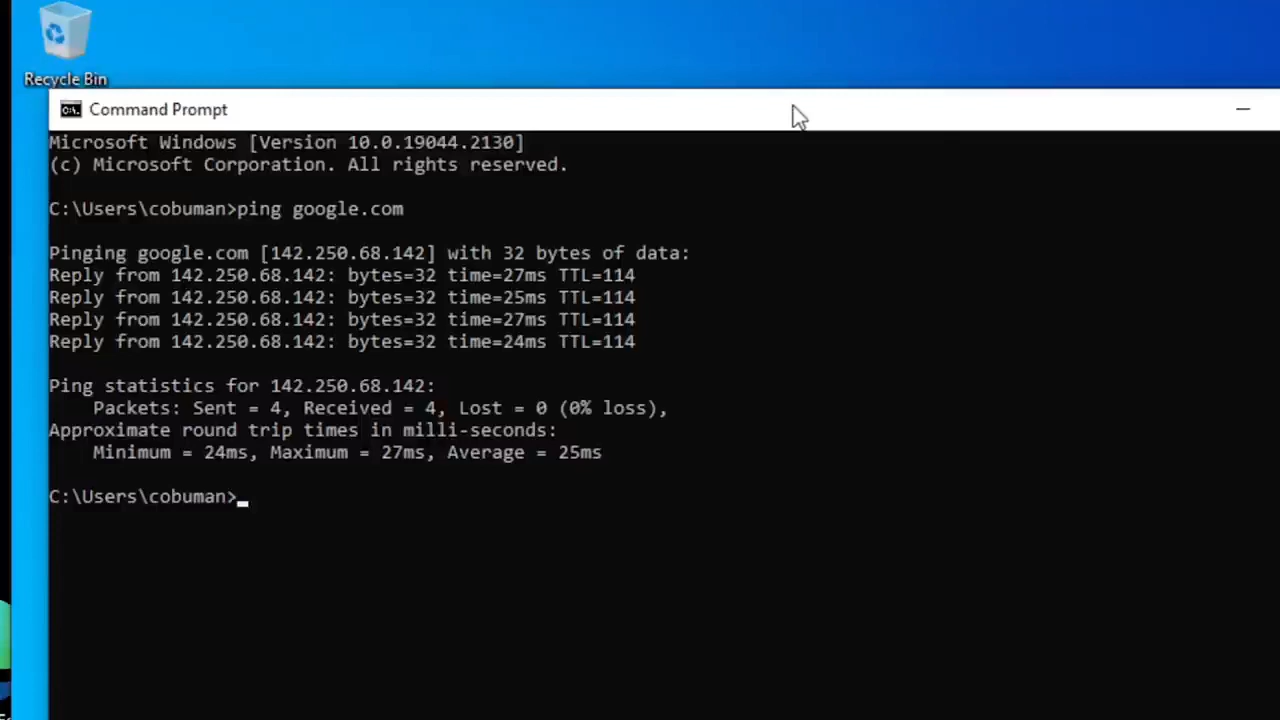 Recycle Bin
Command Prompt
Microsoft Windows [Version 10.0.19044.2130]
(c) Microsoft Corporation. All rights reserved.
C:\Users\cobuman>ping google.com
Pinging google.com [142.250.68.142] with 32 bytes of data:
Reply from 142.250.68.142: bytes=32 time=27ms TTL=114
Reply from 142.250.68.142: bytes=32 time=25ms TTL=114
Reply from 142.250.68.142: bytes=32 time=27ms TTL=114
Reply from 142.250.68.142: bytes=32 time=24ms TTL=114
Ping statistics for 142.250.68.142:
    Packets: Sent = 4, Received = 4, Lost = 0 (0% loss),
Approximate round trip times in milli-seconds:
    Minimum = 24ms, Maximum = 27ms, Average = 25ms
C:\Users\cobuman>